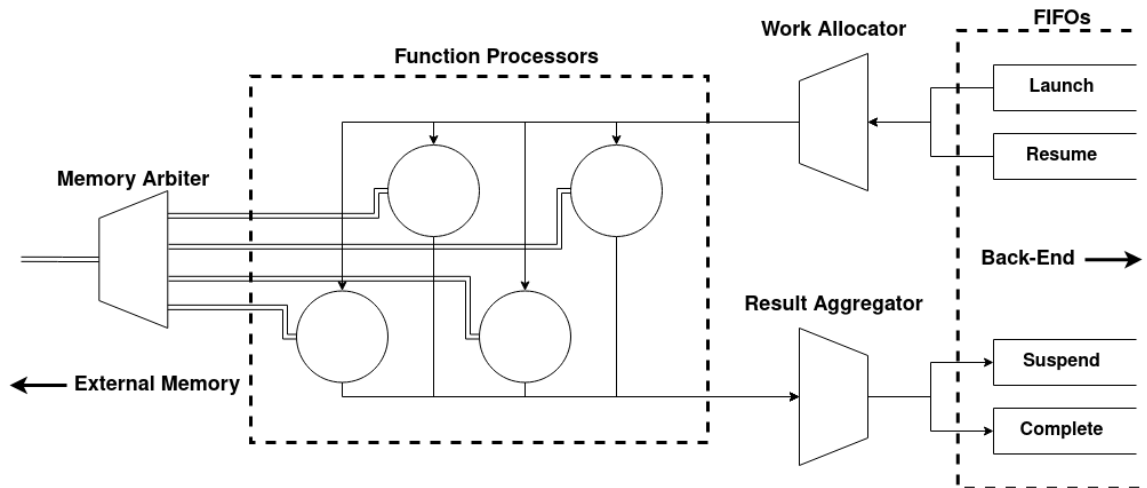 FIFOs
Work Allocator
Function Processors
Launch
Resume
Memory Arbiter
Back-End
Result Aggregator
External Memory
Suspend
Complete